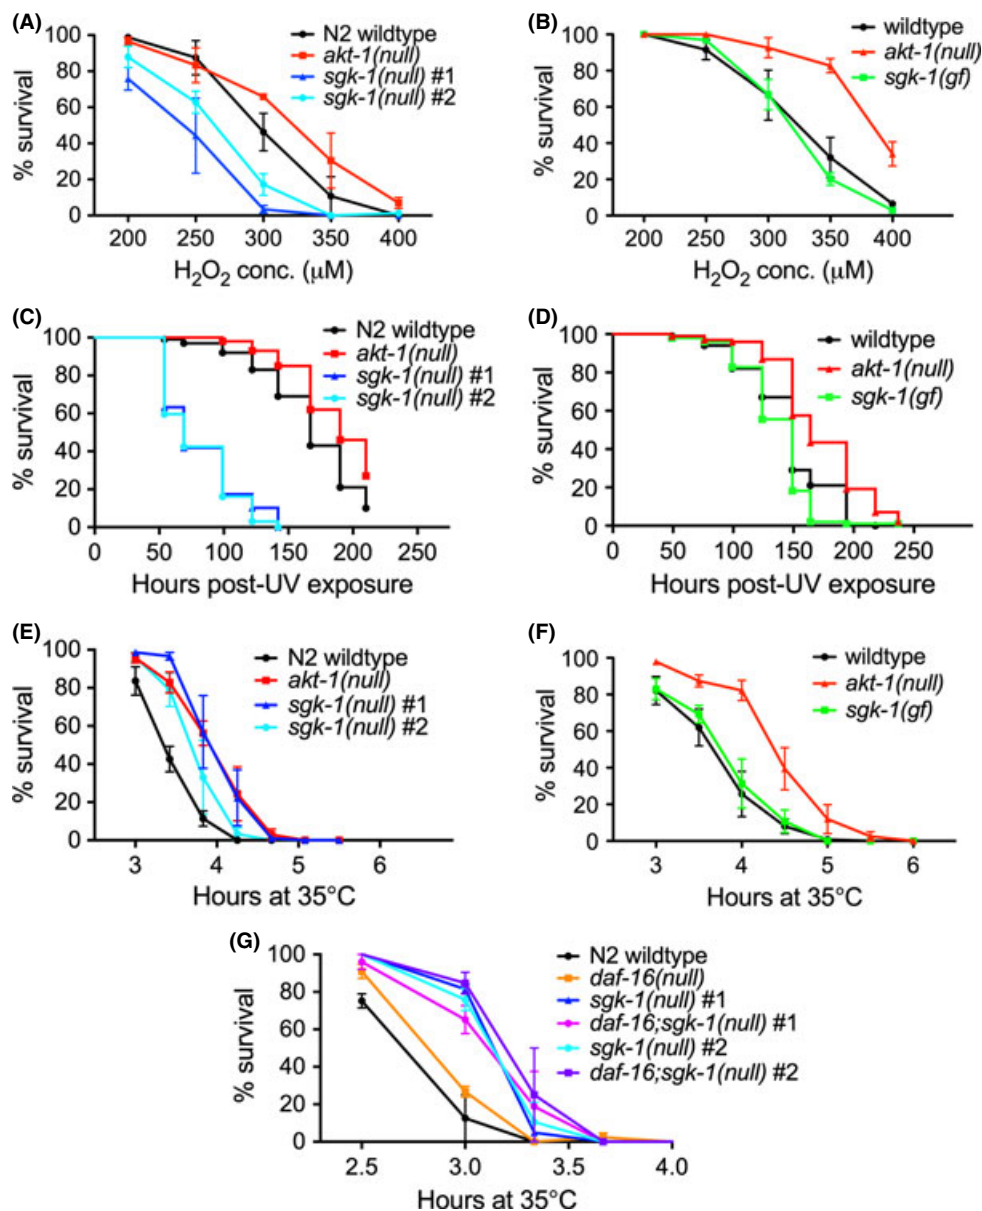 (A)
% survival
100
80
60
40
20
0
200 250 300 350 400
H₂O₂ conc. (μM)
N2 wildtype
akt-1(null)
sgk-1(null) #1
sgk-1(null) #2
(B)
% survival
100
80
60
40
20
0
200 250 300 350 400
H₂O₂ conc. (μM)
wildtype
akt-1(null)
sgk-1(gf)
(C)
% survival
100
80
60
40
20
0
0 50 100 150 200 250
Hours post-UV exposure
N2 wildtype
akt-1(null)
sgk-1(null) #1
sgk-1(null) #2
(D)
% survival
100
80
60
40
20
0
0 50 100 150 200 250
Hours post-UV exposure
wildtype
akt-1(null)
sgk-1(gf)
(E)
% survival
100
80
60
40
20
0
3 4 5 6
Hours at 35°C
N2 wildtype
akt-1(null)
sgk-1(null) #1
sgk-1(null) #2
(F)
% survival
100
80
60
40
20
0
3 4 5 6
Hours at 35°C
wildtype
akt-1(null)
sgk-1(gf)
(G)
% survival
100
80
60
40
20
0
2.5 3.0 3.5 4.0
Hours at 35°C
N2 wildtype
daf-16(null)
sgk-1(null) #1
daf-16;sgk-1(null) #1
sgk-1(null) #2
daf-16;sgk-1(null) #2